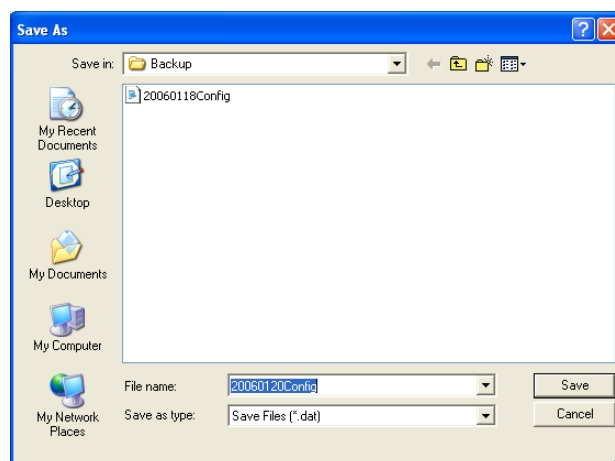 Save As
Save in:
Backup
My Recent
Documents
Desktop
My Documents
My Computer
My Network
Places
20060118Config
File name:
20060120Config
Save
Save as type:
Save Files (*.dat)
Cancel